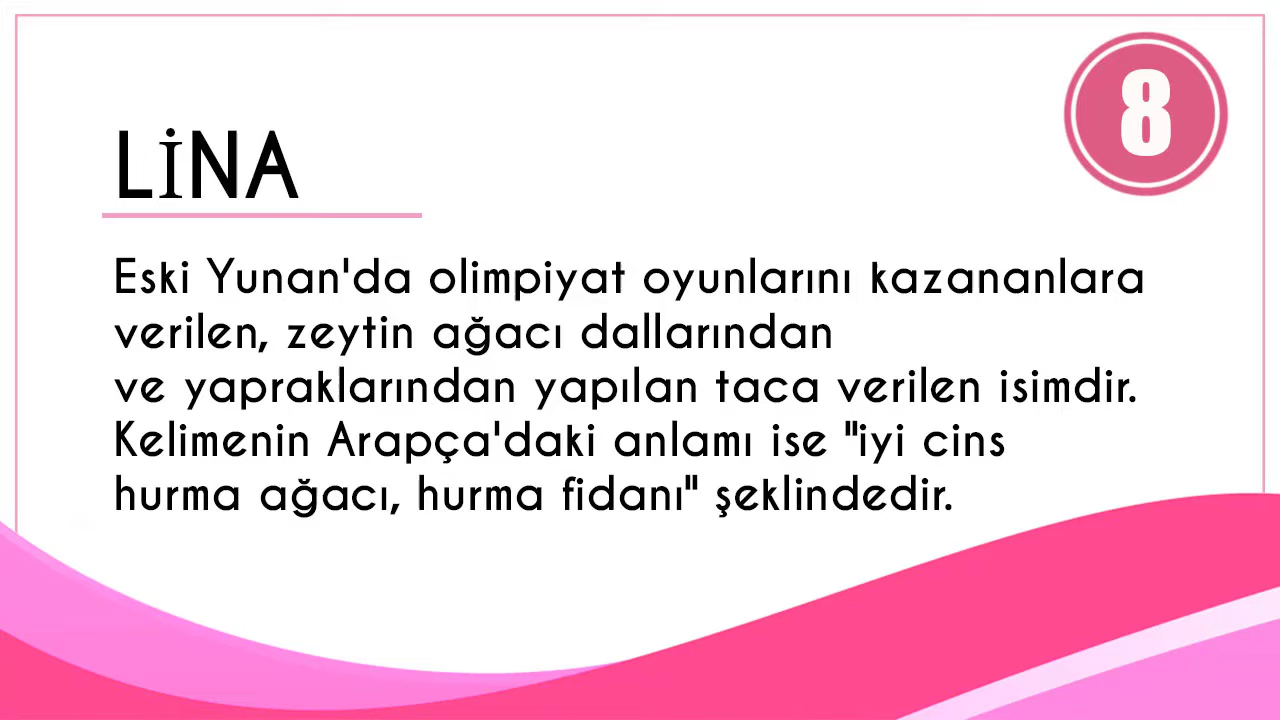 8
LİNA
Eski Yunan'da olimpiyat oyunlarını kazananlara
verilen, zeytin ağacı dallarından
ve yapraklarından yapılan taca verilen isimdir.
Kelimenin Arapça'daki anlamı ise "iyi cins
hurma ağacı, hurma fidanı" şeklindedir.